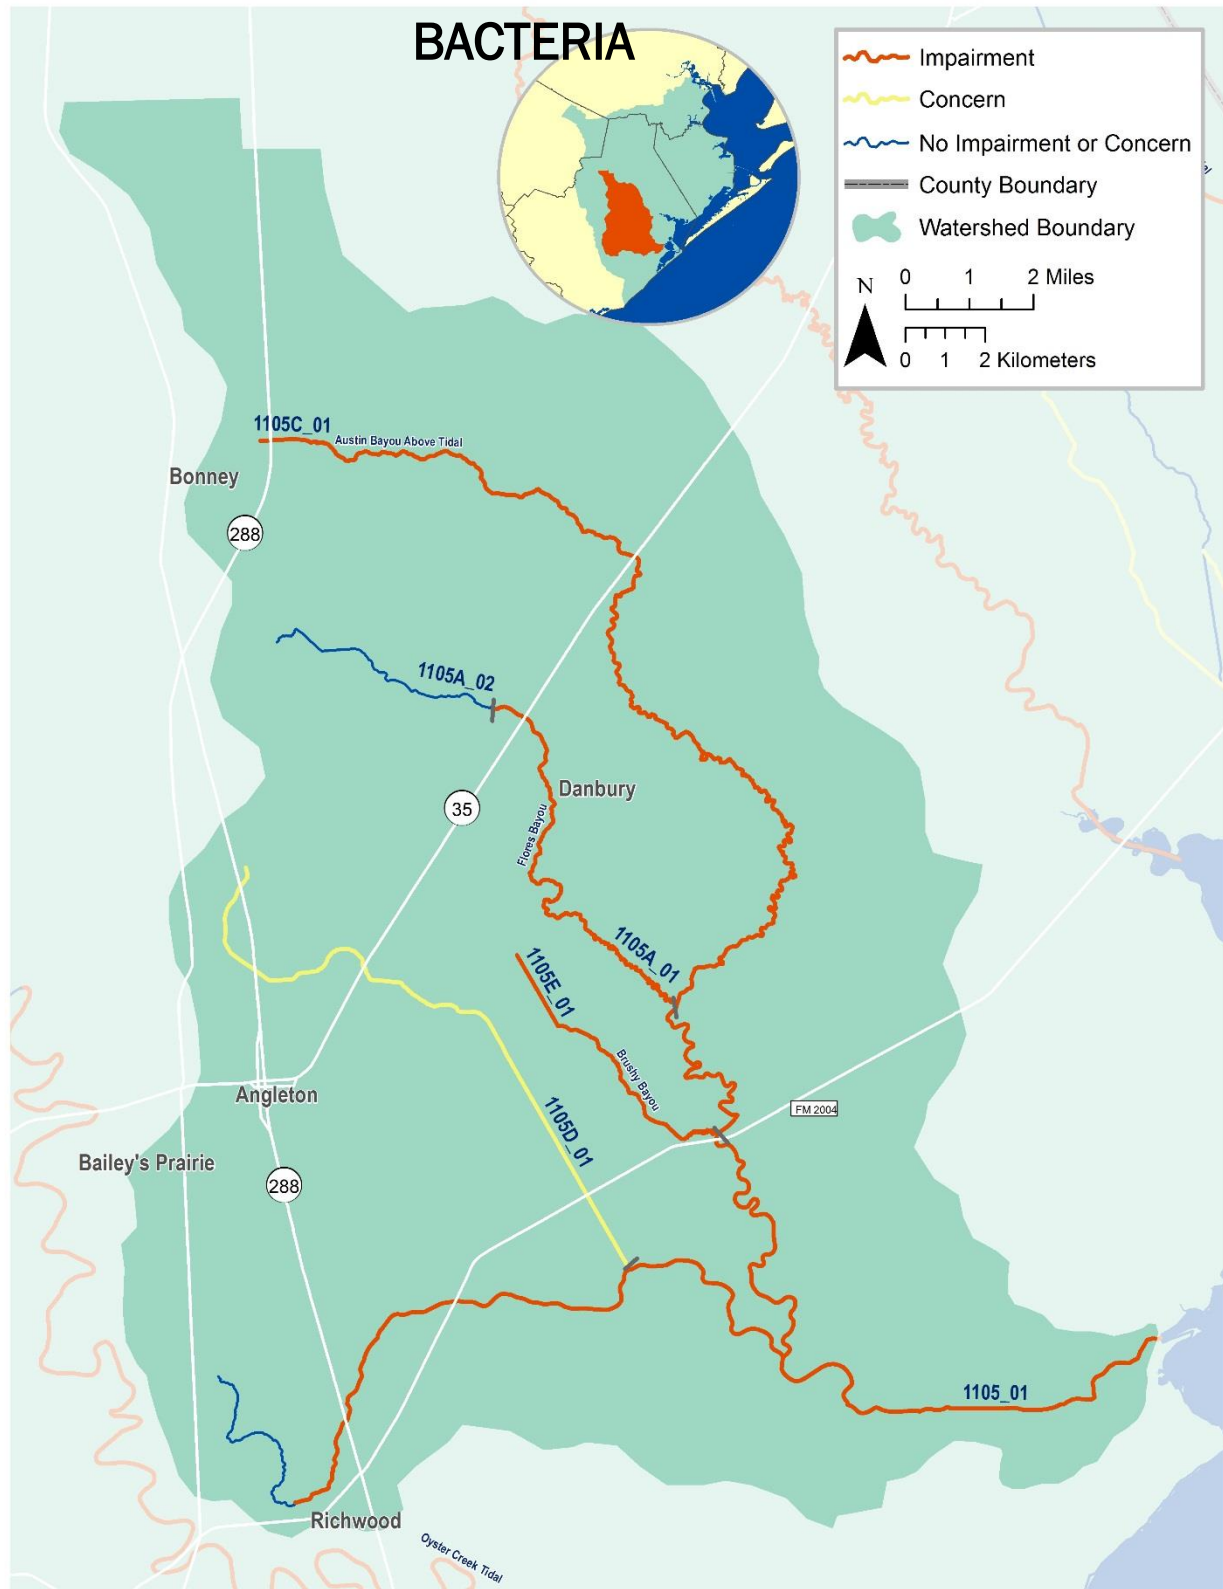 BACTERIA
Impairment
Concern
No Impairment or Concern
County Boundary
Watershed Boundary
N
0 1 2 Miles
0 1 2 Kilometers
1105C_01
Austin Bayou Above Tidal
Bonney
288
1105A_02
Danbury
35
Flores Bayou
1105A_01
1105E_01
Brushy Bayou
Angleton
1105D_01
FM 2004
Bailey's Prairie
288
1105_01
Richwood
Oyster Creek Tidal